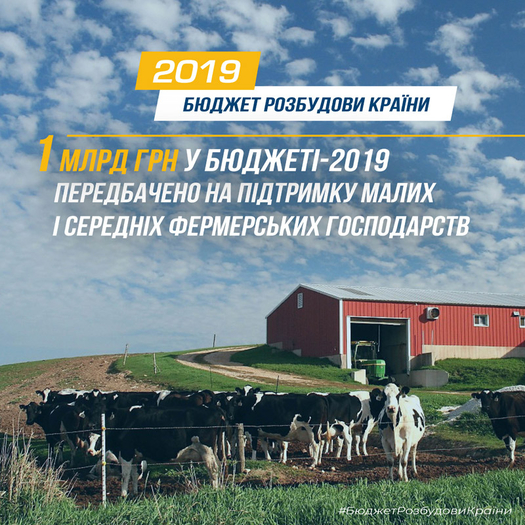 2019
БЮДЖЕТ РОЗБУДОВИ КРАЇНИ
1 МЛРД ГРН У БЮДЖЕТІ-2019
ПЕРЕДБАЧЕНО НА ПІДТРИМКУ МАЛИХ
І СЕРЕДНІХ ФЕРМЕРСЬКИХ ГОСПОДАРСТВ
#БюджетРозбудовиКраїни